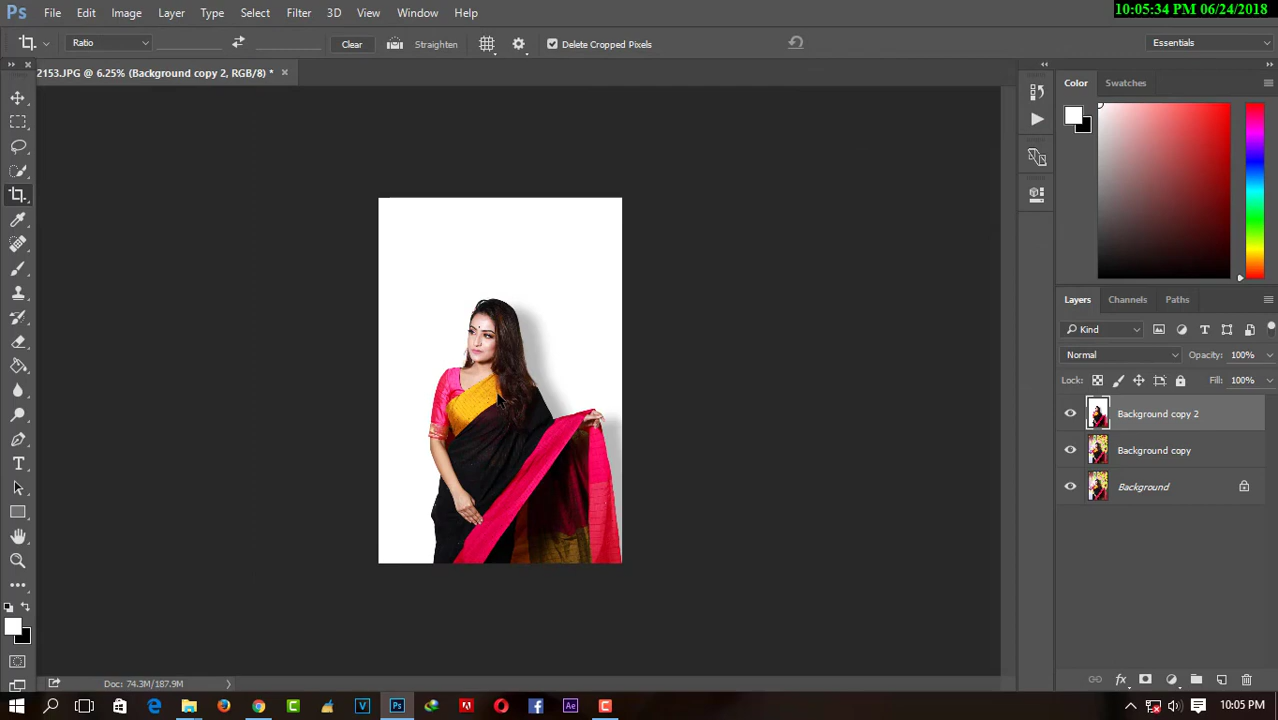 Ps File Edit Image Layer Type Select Filter 3D View Window Help
10:05:34 PM 06/24/2018
Ratio Clear Straighten Delete Cropped Pixels Essentials
2153.JPG @ 6.25% (Background copy 2, RGB/8) *
Color Swatches
Layers Channels Paths
Kind
Normal Opacity: 100%
Lock: Fill: 100%
Background copy 2
Background copy
Background
Doc: 74.3M/187.9M
10:05 PM